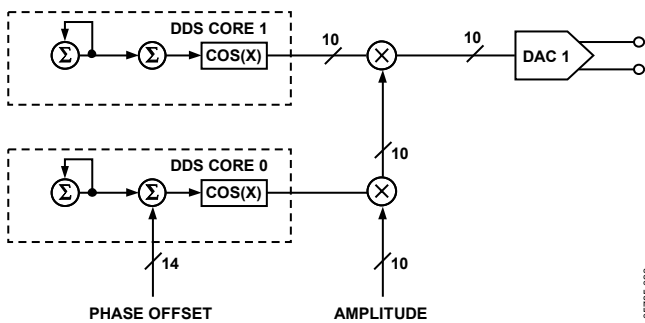 DDS CORE 1
Σ
Σ
COS(X)
10
×
10
DAC 1
10
DDS CORE 0
Σ
Σ
COS(X)
×
14
10
PHASE OFFSET
AMPLITUDE